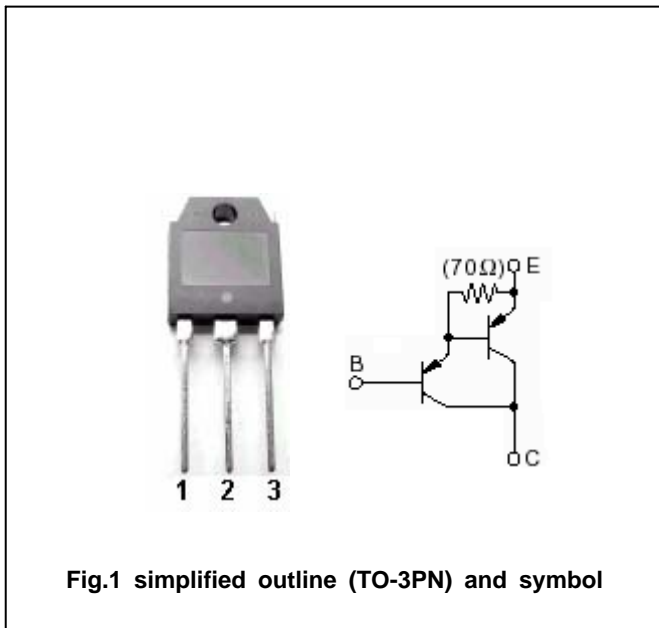 (70Ω) E
B
C
1 2 3
Fig.1 simplified outline (TO-3PN) and symbol